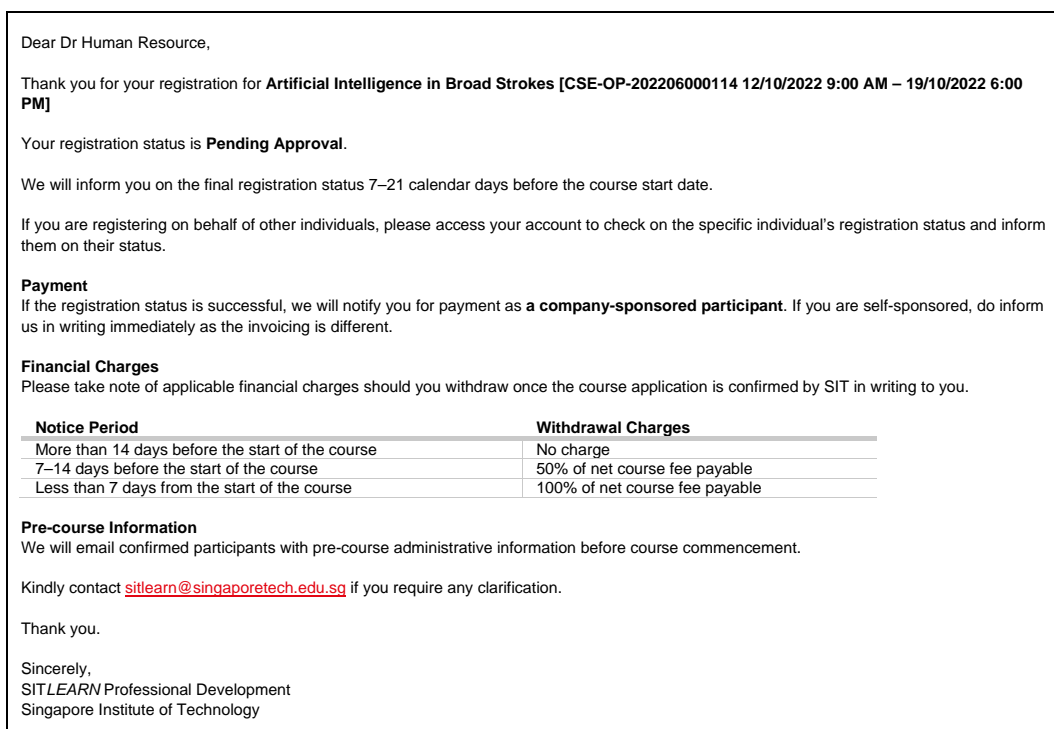 Dear Dr Human Resource,
Thank you for your registration for Artificial Intelligence in Broad Strokes [CSE-OP-202206000114 12/10/2022 9:00 AM – 19/10/2022 6:00
PM]
Your registration status is Pending Approval.
We will inform you on the final registration status 7–21 calendar days before the course start date.
If you are registering on behalf of other individuals, please access your account to check on the specific individual's registration status and inform
them on their status.
Payment
If the registration status is successful, we will notify you for payment as a company-sponsored participant. If you are self-sponsored, do inform
us in writing immediately as the invoicing is different.
Financial Charges
Please take note of applicable financial charges should you withdraw once the course application is confirmed by SIT in writing to you.
Notice Period Withdrawal Charges
More than 14 days before the start of the course No charge
7–14 days before the start of the course 50% of net course fee payable
Less than 7 days from the start of the course 100% of net course fee payable
Pre-course Information
We will email confirmed participants with pre-course administrative information before course commencement.
Kindly contact sitlearn@singaporetech.edu.sg if you require any clarification.
Thank you.
Sincerely,
SITLEARN Professional Development
Singapore Institute of Technology